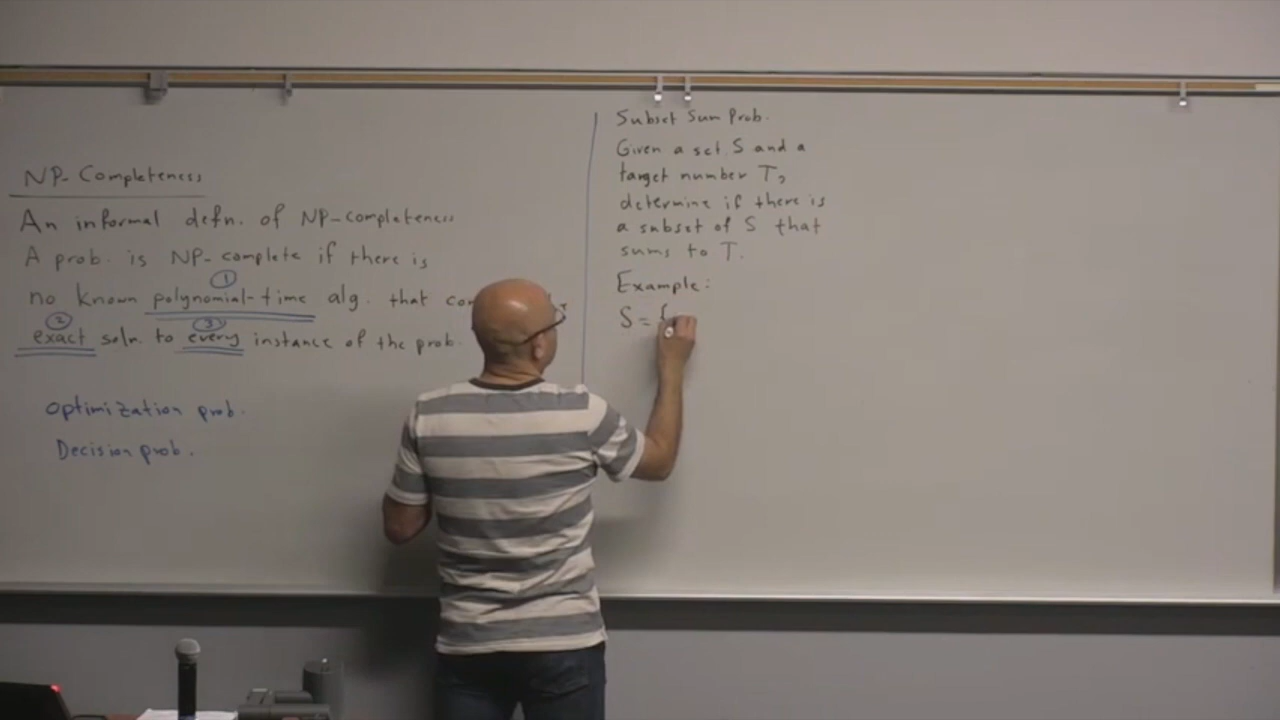 NP-Completeness
An informal defn. of NP-completeness
A prob. is NP-complete if there is
no known polynomial-time alg. that
①
exact soln. to every instance of the prob.
② ③
Optimization prob.
Decision prob.
Subset Sum Prob.
Given a set S and a
target number T,
determine if there is
a subset of S that
sums to T.
Example:
S = {